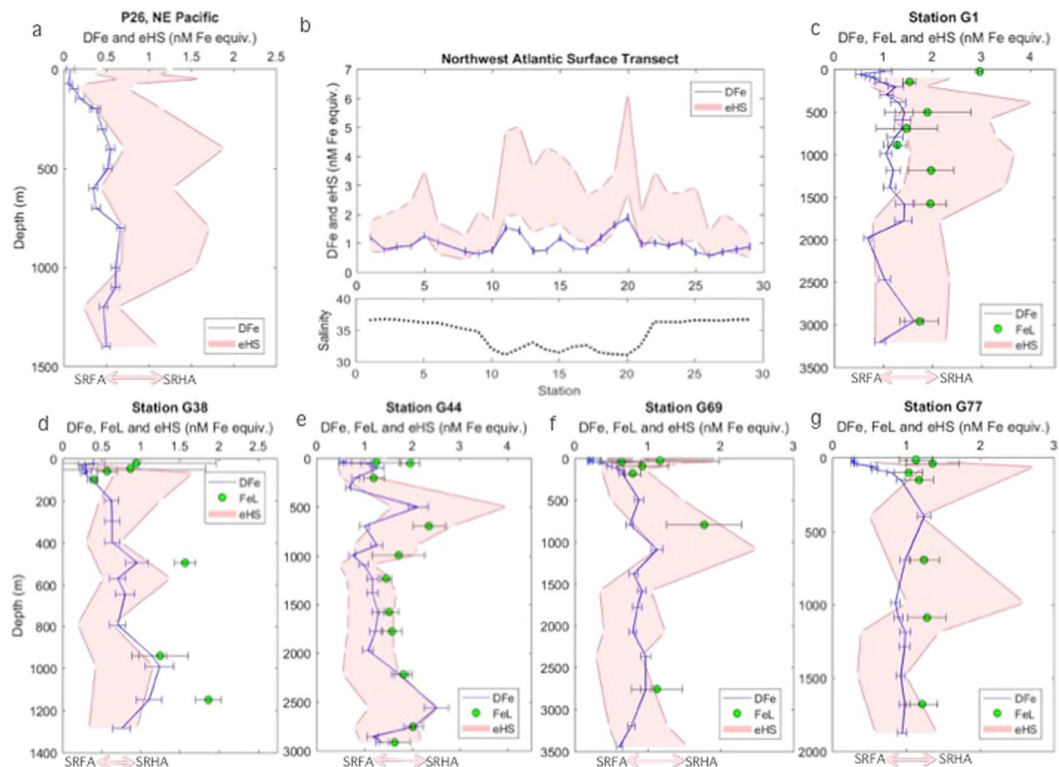 a
P26, NE Pacific
DFe and eHS (nM Fe equiv.)
0 0.5 1 1.5 2 2.5
0
500
1000
1500
Depth (m)
DFe
eHS
SRFA SRHA
b
Northwest Atlantic Surface Transect
7
6
5
4
3
2
1
0
DFe and eHS (nM Fe equiv.)
DFe
eHS
0 5 10 15 20 25 30
40
35
30
Salinity
0 5 10 15 20 25 30
Station
c
Station G1
DFe, FeL and eHS (nM Fe equiv.)
0 1 2 3 4
0
500
1000
1500
2000
2500
3000
3500
DFe
FeL
eHS
SRFA SRHA
d
Station G38
DFe, FeL and eHS (nM Fe equiv.)
0 0.5 1 1.5 2 2.5
0
200
400
600
800
1000
1200
1400
Depth (m)
DFe
FeL
eHS
SRFA SRHA
e
Station G44
DFe, FeL and eHS (nM Fe equiv.)
0 1 2 3 4
0
500
1000
1500
2000
2500
3000
DFe
FeL
eHS
SRFA SRHA
f
Station G69
DFe, FeL and eHS (nM Fe equiv.)
0 1 2 3
0
500
1000
1500
2000
2500
3000
3500
DFe
FeL
eHS
SRFA SRHA
g
Station G77
DFe, FeL and eHS (nM Fe equiv.)
0 1 2 3
0
500
1000
1500
2000
DFe
FeL
eHS
SRFA SRHA